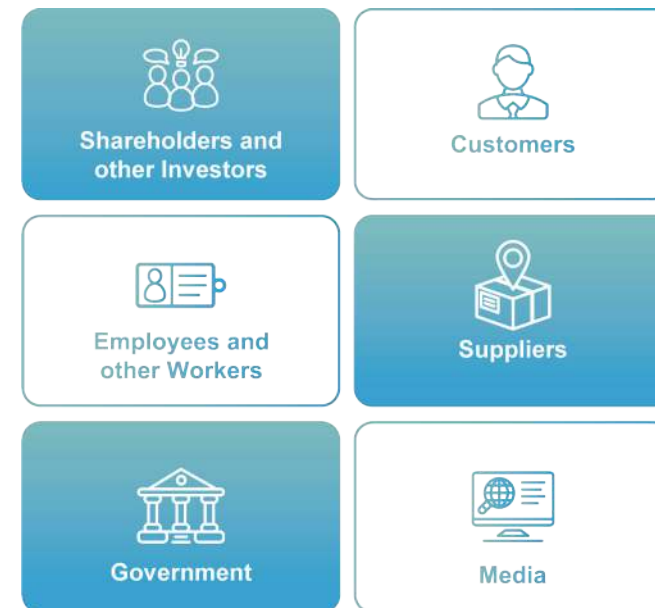 Shareholders and
other Investors
Customers
Employees and
other Workers
Suppliers
Government
Media